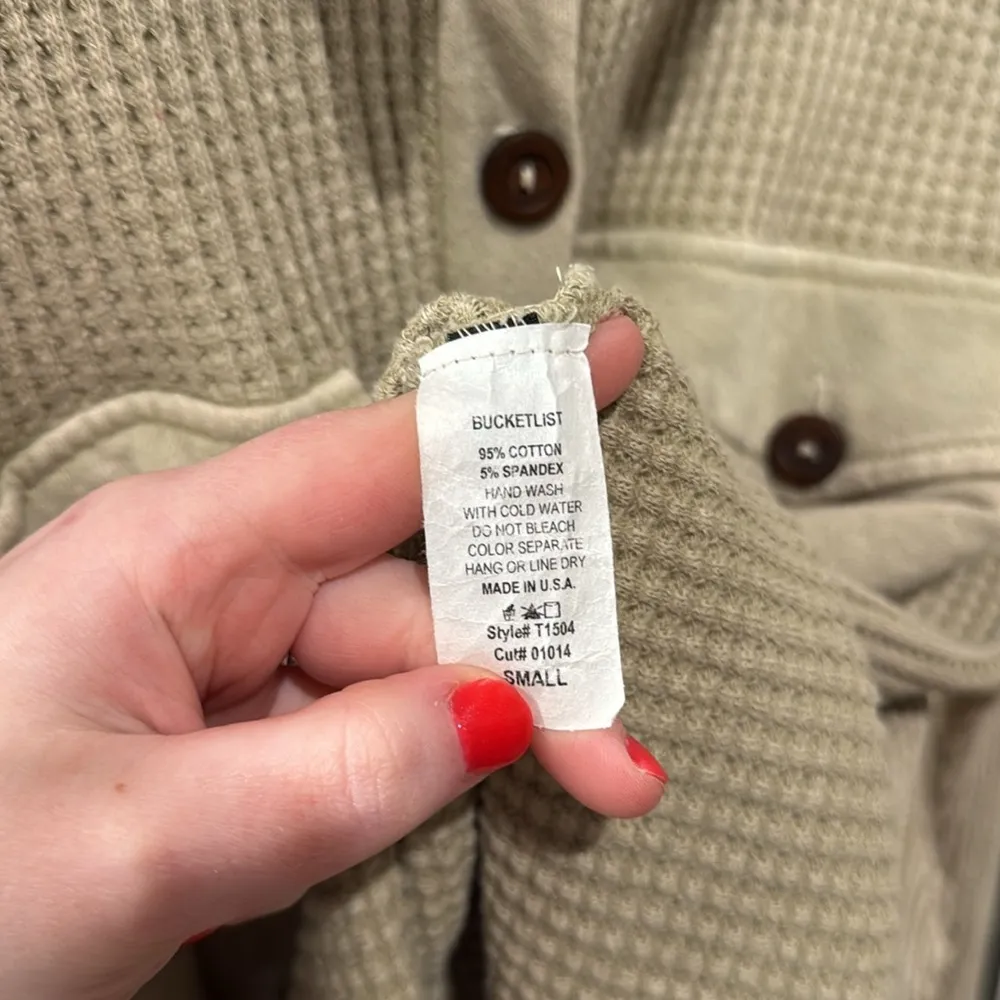 BUCKETLIST
95% COTTON
5% SPANDEX
HAND WASH
WITH COLD WATER
DO NOT BLEACH
COLOR SEPARATE
HANG OR LINE DRY
MADE IN U.S.A.
Style# T1504
Cut# 01014
SMALL